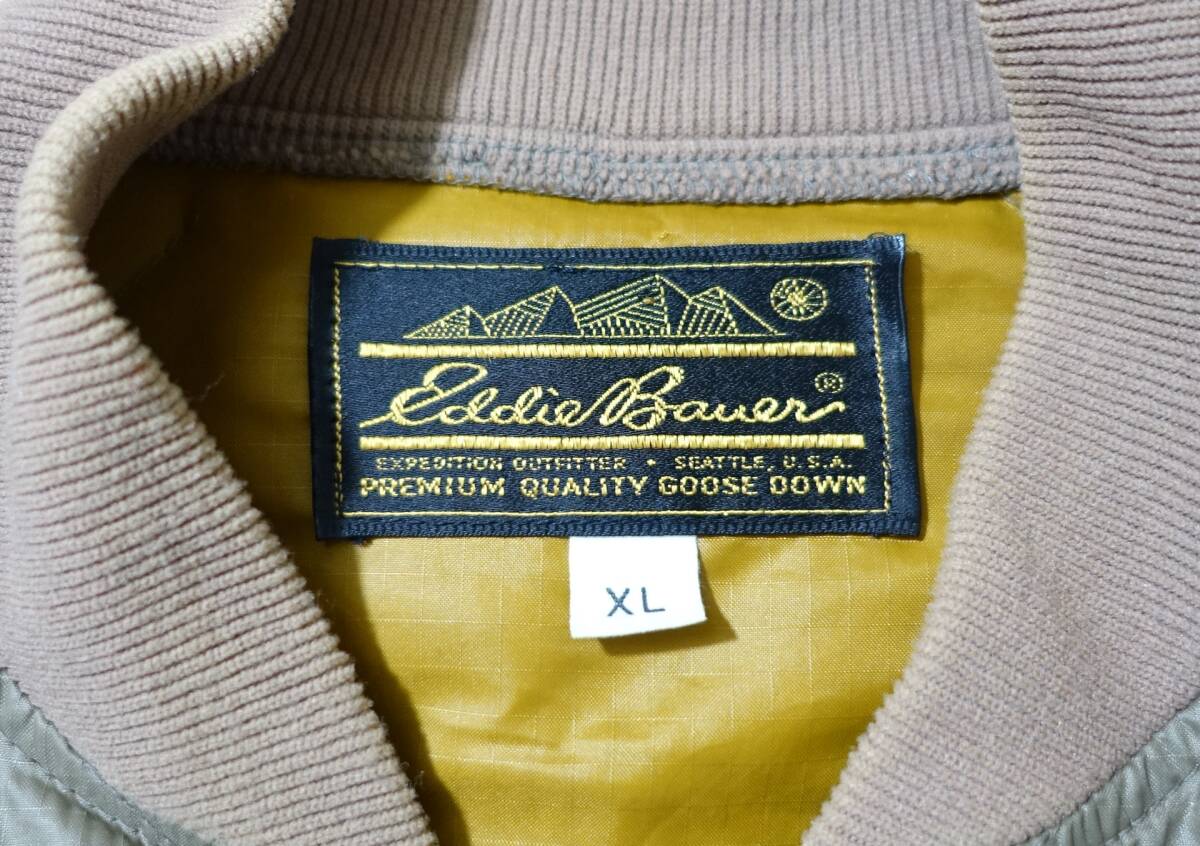 Eddie Bauer®
EXPEDITION OUTFITTER • SEATTLE, U.S.A.
PREMIUM QUALITY GOOSE DOWN
XL